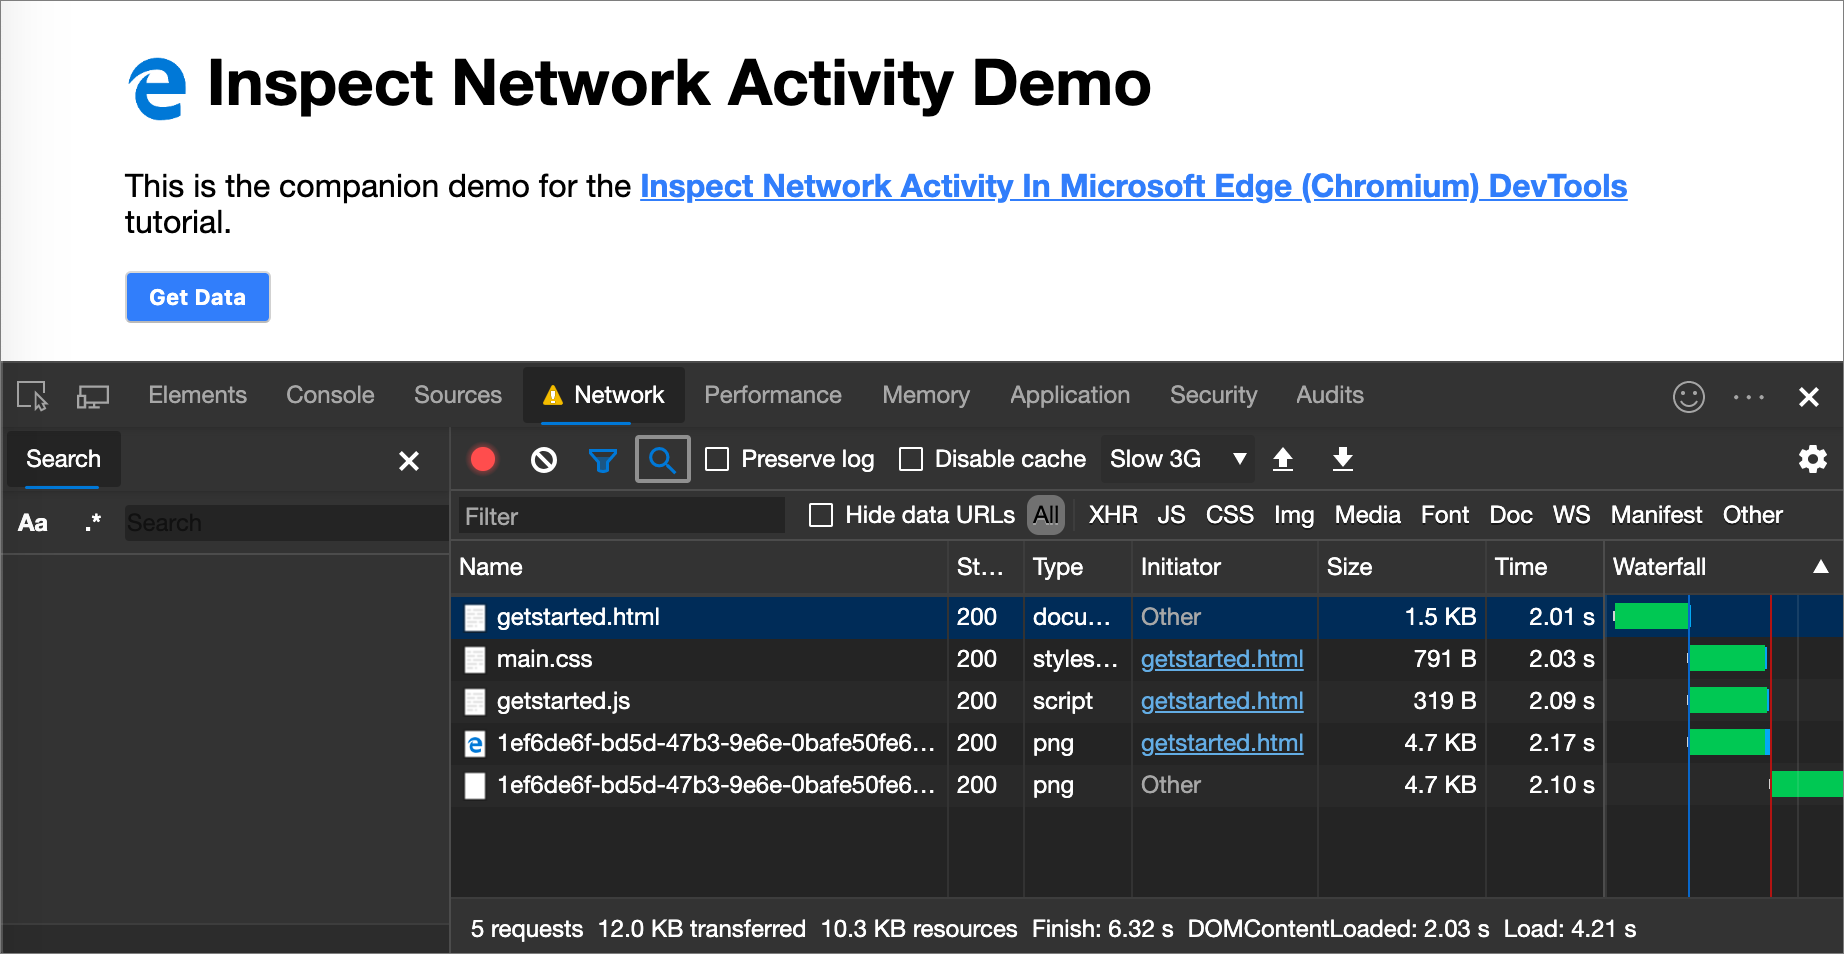 Inspect Network Activity Demo
This is the companion demo for the Inspect Network Activity In Microsoft Edge (Chromium) DevTools
tutorial.
Get Data
Elements Console Sources Network Performance Memory Application Security Audits
Search
Preserve log Disable cache Slow 3G
Aa .* Search
Filter Hide data URLs All XHR JS CSS Img Media Font Doc WS Manifest Other
Name St... Type Initiator Size Time Waterfall
getstarted.html 200 docu... Other 1.5 KB 2.01 s
main.css 200 styles... getstarted.html 791 B 2.03 s
getstarted.js 200 script getstarted.html 319 B 2.09 s
1ef6de6f-bd5d-47b3-9e6e-0bafe50fe6... 200 png getstarted.html 4.7 KB 2.17 s
1ef6de6f-bd5d-47b3-9e6e-0bafe50fe6... 200 png Other 4.7 KB 2.10 s
5 requests 12.0 KB transferred 10.3 KB resources Finish: 6.32 s DOMContentLoaded: 2.03 s Load: 4.21 s